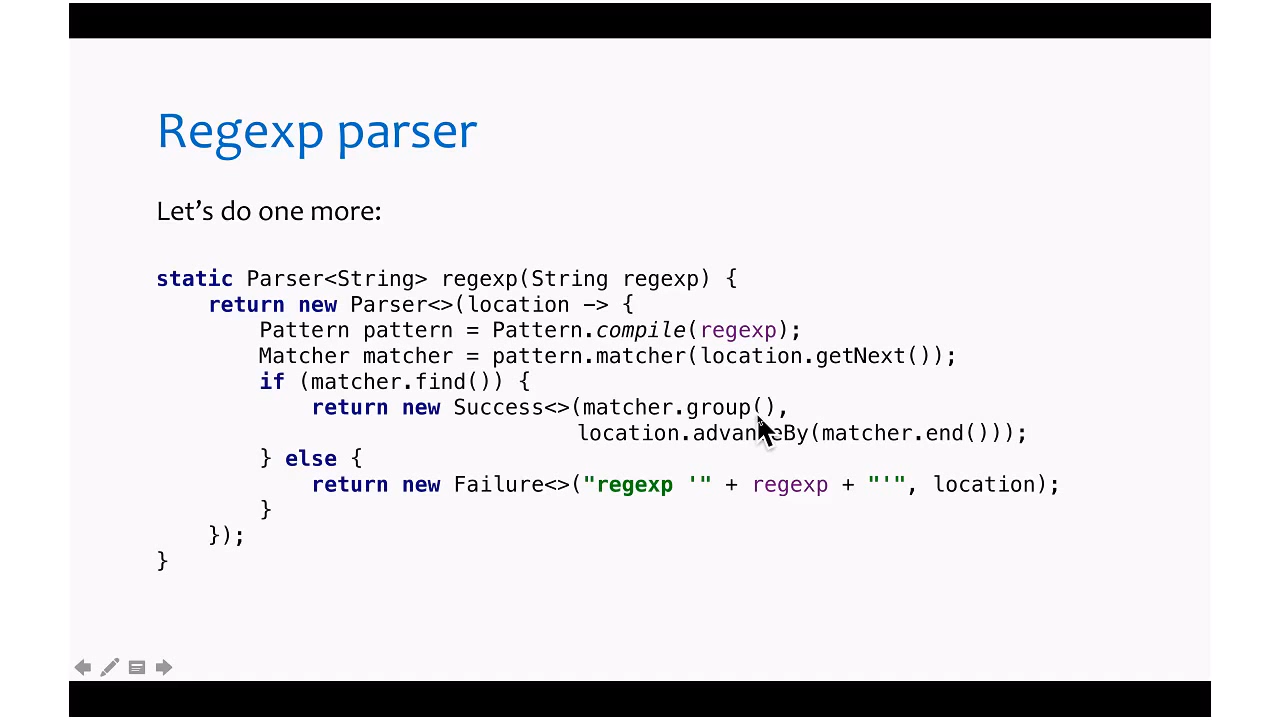 Regexp parser
Let’s do one more:
static Parser<String> regexp(String regexp) {
    return new Parser<>(location -> {
        Pattern pattern = Pattern.compile(regexp);
        Matcher matcher = pattern.matcher(location.getNext());
        if (matcher.find()) {
            return new Success<>(matcher.group(),
                                 location.advanceBy(matcher.end()));
        } else {
            return new Failure<>("regexp '" + regexp + "'", location);
        }
    });
}